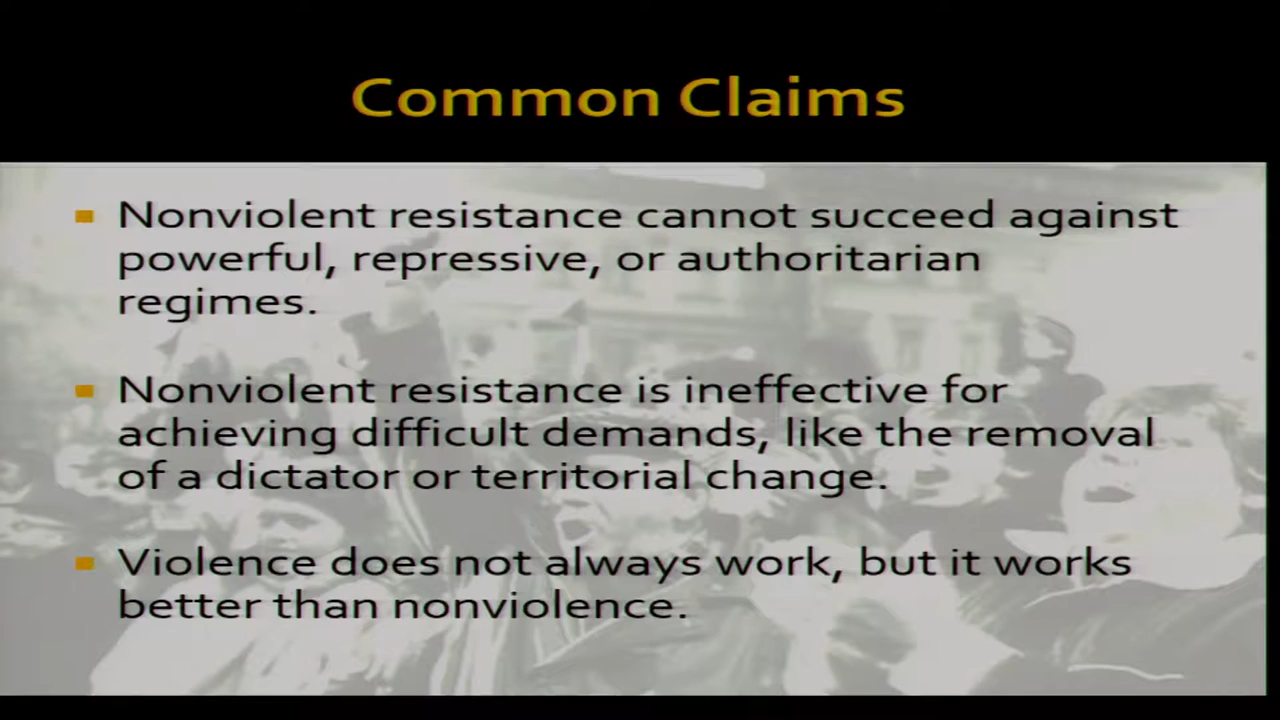 Common Claims
Nonviolent resistance cannot succeed against
powerful, repressive, or authoritarian
regimes.
Nonviolent resistance is ineffective for
achieving difficult demands, like the removal
of a dictator or territorial change.
Violence does not always work, but it works
better than nonviolence.